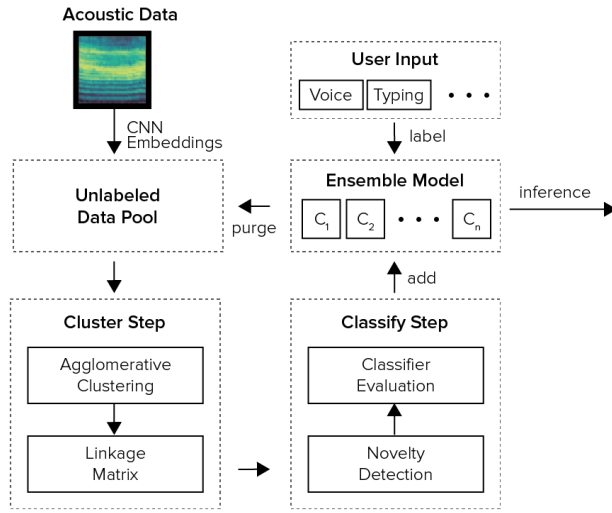 Acoustic Data
CNN
Embeddings
Unlabeled
Data Pool
User Input
Voice
Typing
• • •
label
Ensemble Model
C1
C2
• • •
Cn
inference
purge
add
Cluster Step
Agglomerative
Clustering
Linkage
Matrix
Classify Step
Classifier
Evaluation
Novelty
Detection